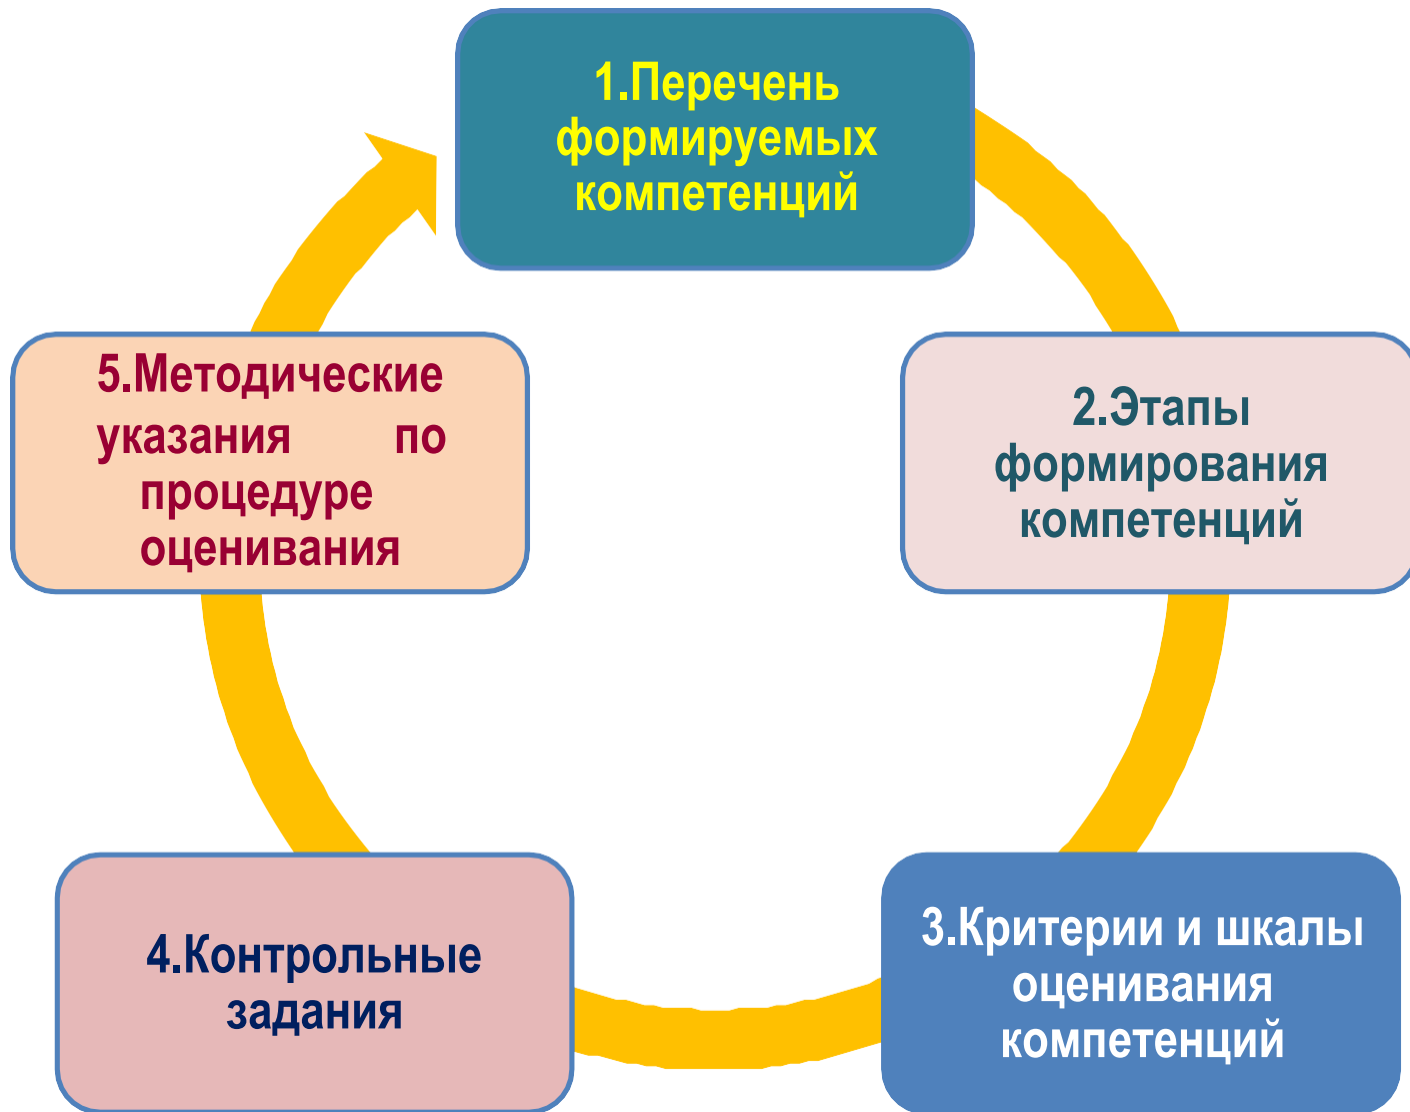 1.Перечень
формируемых
компетенций
2.Этапы
формирования
компетенций
3.Критерии и шкалы
оценивания
компетенций
4.Контрольные
задания
5.Методические
указания по
процедуре
оценивания